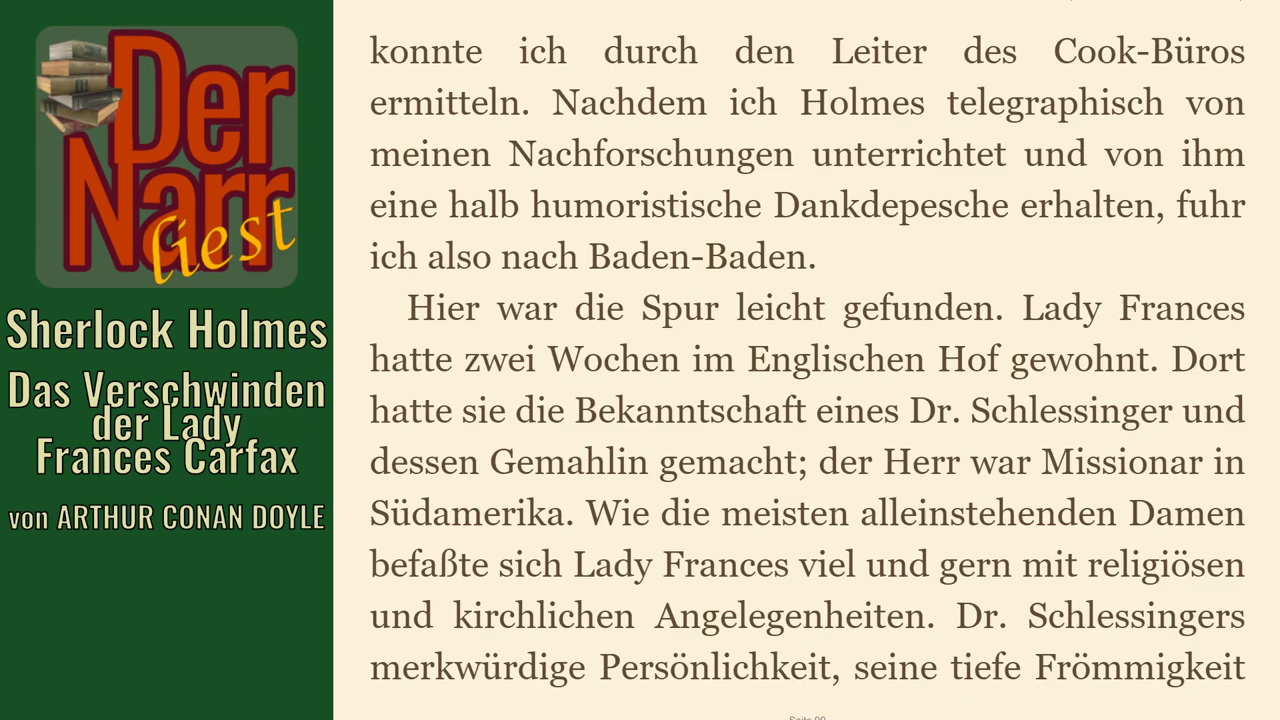 Der
Narr
liest
Sherlock Holmes
Das Verschwinden
der Lady
Frances Carfax
von ARTHUR CONAN DOYLE
konnte ich durch den Leiter des Cook-Büros
ermitteln. Nachdem ich Holmes telegraphisch von
meinen Nachforschungen unterrichtet und von ihm
eine halb humoristische Dankdepesche erhalten, fuhr
ich also nach Baden-Baden.
Hier war die Spur leicht gefunden. Lady Frances
hatte zwei Wochen im Englischen Hof gewohnt. Dort
hatte sie die Bekanntschaft eines Dr. Schlessinger und
dessen Gemahlin gemacht; der Herr war Missionar in
Südamerika. Wie die meisten alleinstehenden Damen
befaßte sich Lady Frances viel und gern mit religiösen
und kirchlichen Angelegenheiten. Dr. Schlessingers
merkwürdige Persönlichkeit, seine tiefe Frömmigkeit